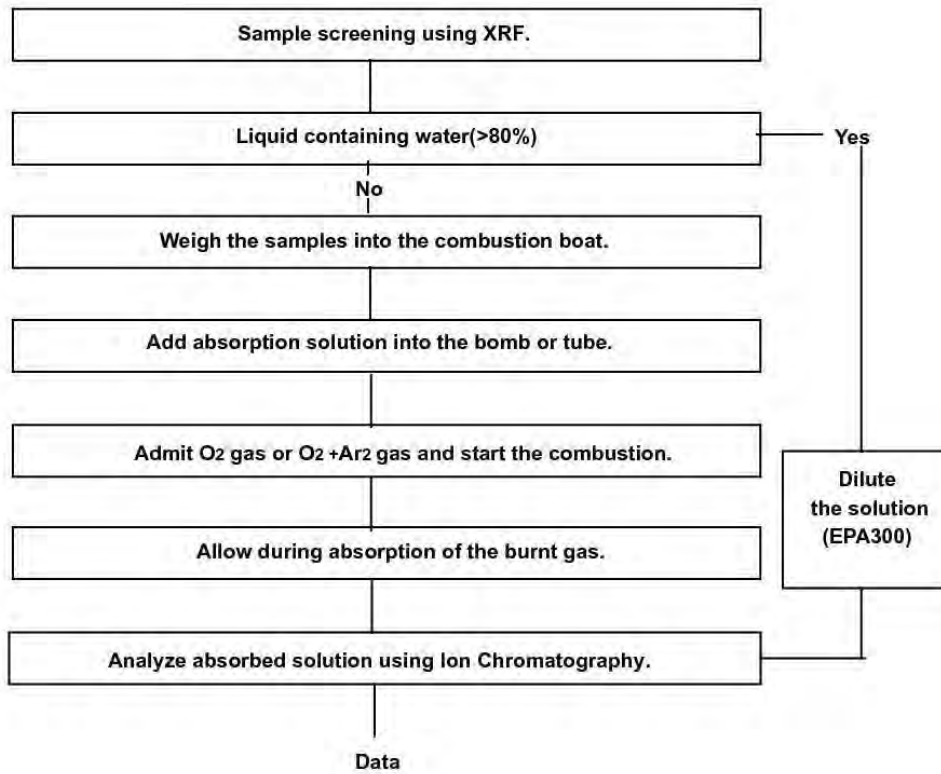 Sample screening using XRF.
Liquid containing water(>80%)
Yes
No
Weigh the samples into the combustion boat.
Add absorption solution into the bomb or tube.
Admit O2 gas or O2 +Ar2 gas and start the combustion.
Dilute
the solution
(EPA300)
Allow during absorption of the burnt gas.
Analyze absorbed solution using Ion Chromatography.
Data